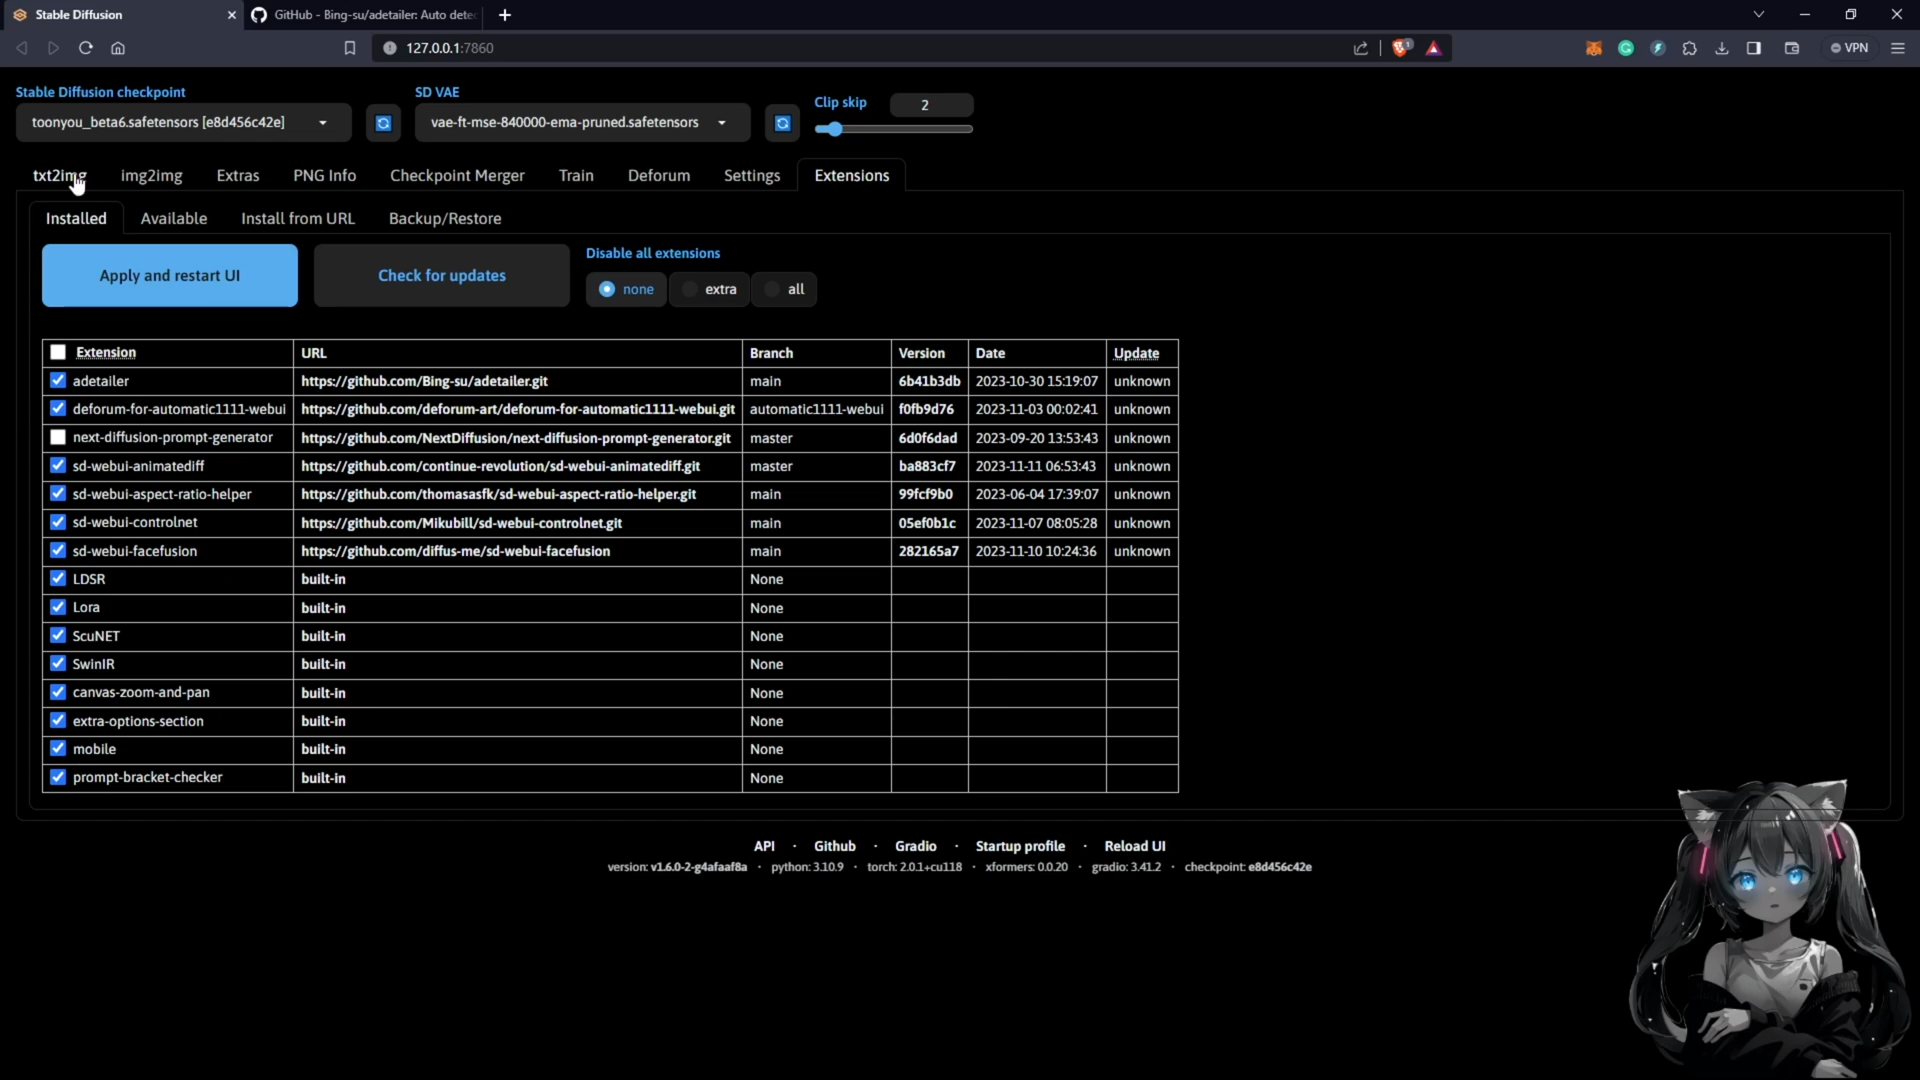 Stable Diffusion
GitHub - Bing-su/adetailer: Auto detec
127.0.0.1:7860
1
VPN
Stable Diffusion checkpoint
SD VAE
Clip skip
2
toonyou_beta6.safetensors [e8d456c42e]
vae-ft-mse-840000-ema-pruned.safetensors
txt2img img2img Extras PNG Info Checkpoint Merger Train Deforum Settings Extensions
Installed Available Install from URL Backup/Restore
Apply and restart UI
Check for updates
Disable all extensions
none extra all
Extension URL Branch Version Date Update
adetailer https://github.com/Bing-su/adetailer.git main 6b41b3db 2023-10-30 15:19:07 unknown
deforum-for-automatic1111-webui https://github.com/deforum-art/deforum-for-automatic1111-webui.git automatic1111-webui f0fb9d76 2023-11-03 00:02:41 unknown
next-diffusion-prompt-generator https://github.com/NextDiffusion/next-diffusion-prompt-generator.git master 6d0f6dad 2023-09-20 13:53:43 unknown
sd-webui-animatediff https://github.com/continue-revolution/sd-webui-animatediff.git master ba883cf7 2023-11-11 06:53:43 unknown
sd-webui-aspect-ratio-helper https://github.com/thomasasfk/sd-webui-aspect-ratio-helper.git main 99fcf9b0 2023-06-04 17:39:07 unknown
sd-webui-controlnet https://github.com/Mikubill/sd-webui-controlnet.git main 05ef0b1c 2023-11-07 08:05:28 unknown
sd-webui-facefusion https://github.com/diffus-me/sd-webui-facefusion main 282165a7 2023-11-10 10:24:36 unknown
LDSR built-in None
Lora built-in None
ScuNET built-in None
SwinIR built-in None
canvas-zoom-and-pan built-in None
extra-options-section built-in None
mobile built-in None
prompt-bracket-checker built-in None
API · Github · Gradio · Startup profile · Reload UI
version: v1.6.0-2-g4afaaf8a · python: 3.10.9 · torch: 2.0.1+cu118 · xformers: 0.0.20 · gradio: 3.41.2 · checkpoint: e8d456c42e